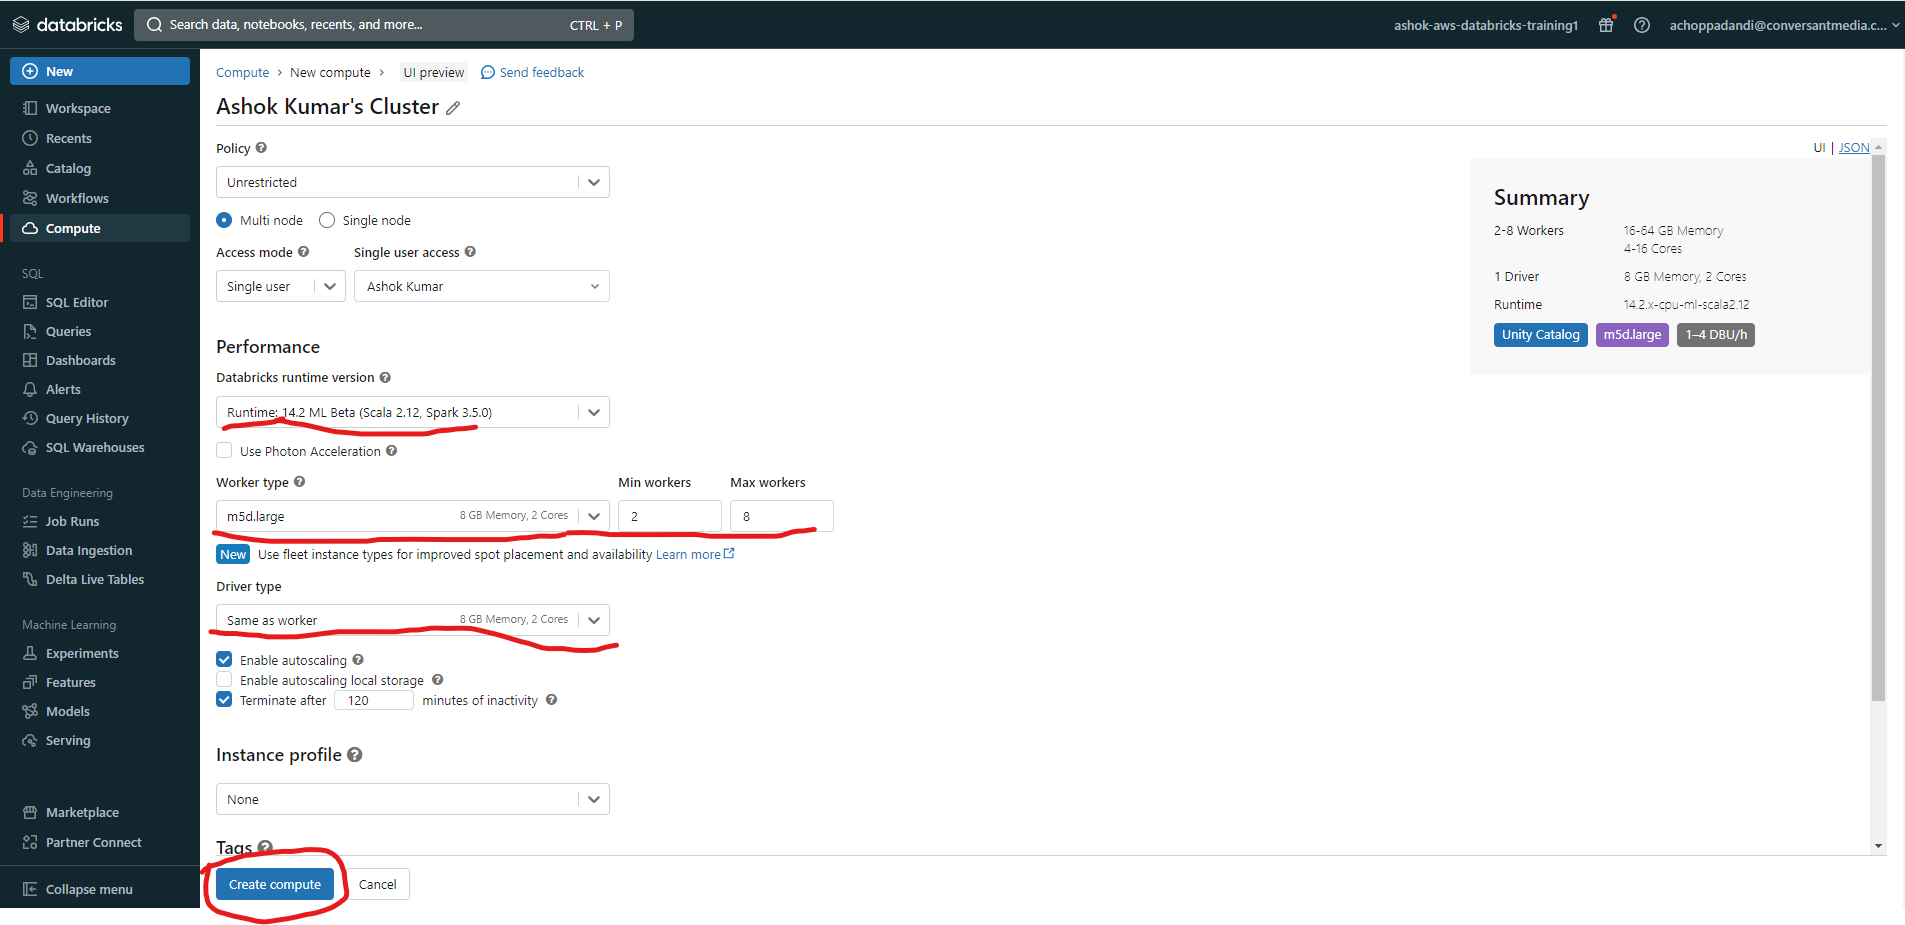 databricks
Search data, notebooks, recents, and more... CTRL + P
ashok-aws-databricks-training1
achoppadandi@conversantmedia.c...
New
Workspace
Recents
Catalog
Workflows
Compute
SQL
SQL Editor
Queries
Dashboards
Alerts
Query History
SQL Warehouses
Data Engineering
Job Runs
Data Ingestion
Delta Live Tables
Machine Learning
Experiments
Features
Models
Serving
Marketplace
Partner Connect
Collapse menu
Compute > New compute > UI preview Send feedback
Ashok Kumar's Cluster
Policy
Unrestricted
Multi node Single node
Access mode Single user access
Single user Ashok Kumar
Performance
Databricks runtime version
Runtime: 14.2 ML Beta (Scala 2.12, Spark 3.5.0)
Use Photon Acceleration
Worker type Min workers Max workers
m5d.large 8 GB Memory, 2 Cores 2 8
New Use fleet instance types for improved spot placement and availability Learn more
Driver type
Same as worker 8 GB Memory, 2 Cores
Enable autoscaling
Enable autoscaling local storage
Terminate after 120 minutes of inactivity
Instance profile
None
Tags
Create compute Cancel
UI | JSON
Summary
2-8 Workers 16-64 GB Memory
4-16 Cores
1 Driver 8 GB Memory, 2 Cores
Runtime 14.2.x-cpu-ml-scala2.12
Unity Catalog m5d.large 1–4 DBU/h